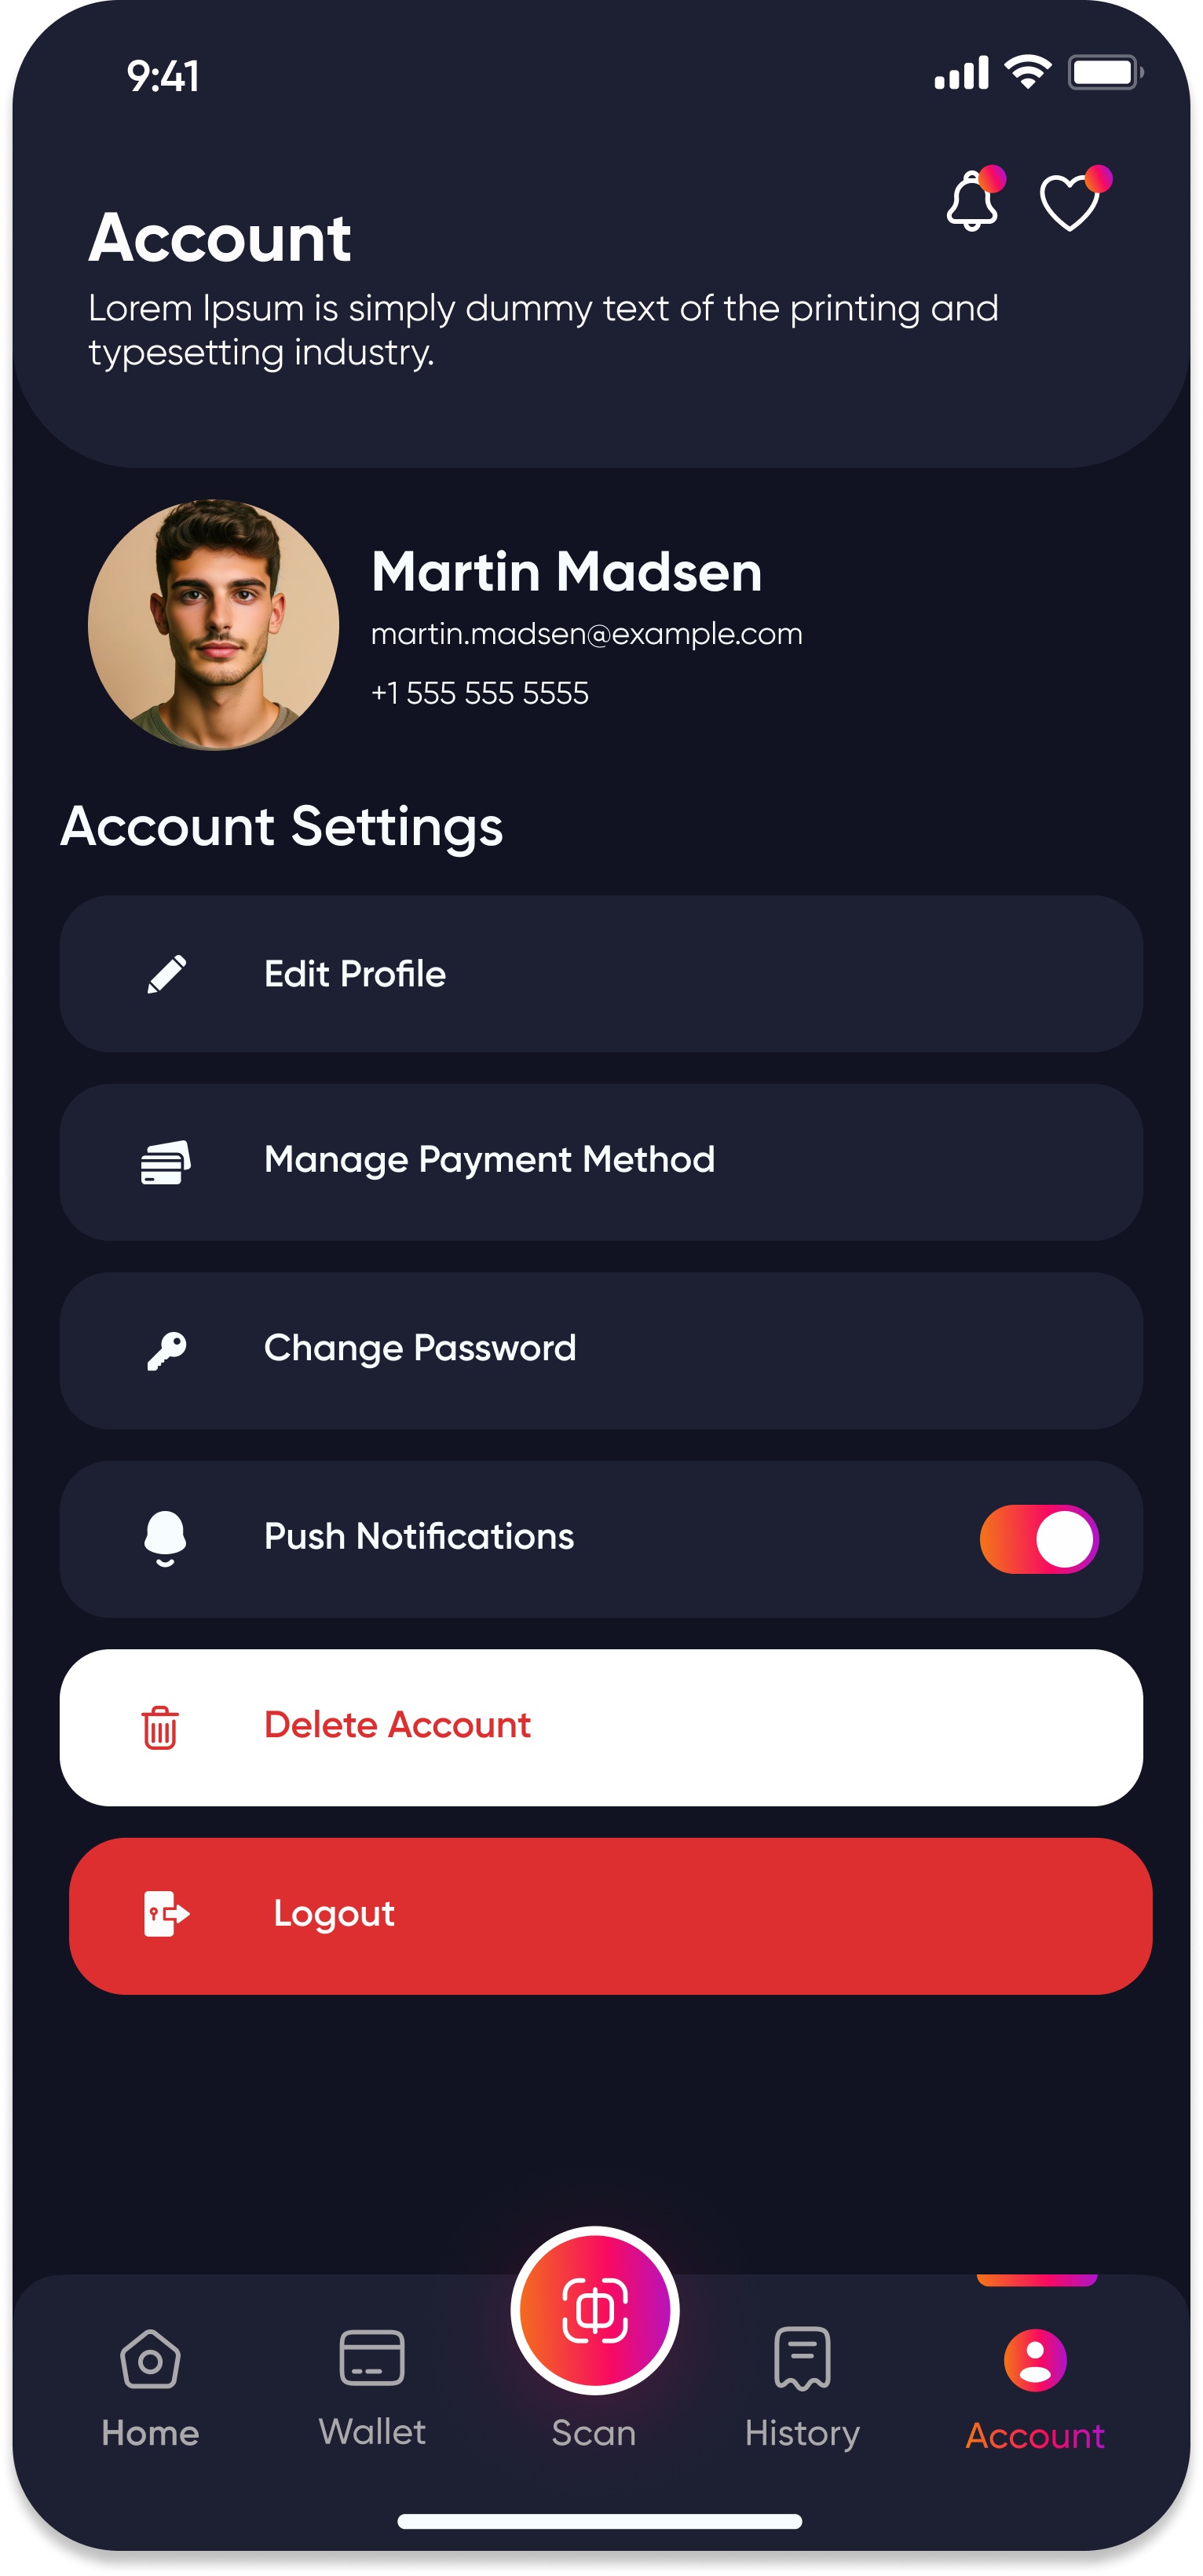 9:41
Account
Lorem Ipsum is simply dummy text of the printing and
typesetting industry.
Martin Madsen
martin.madsen@example.com
+1 555 555 5555
Account Settings
Edit Profile
Manage Payment Method
Change Password
Push Notifications
Delete Account
Logout
Home
Wallet
Scan
History
Account